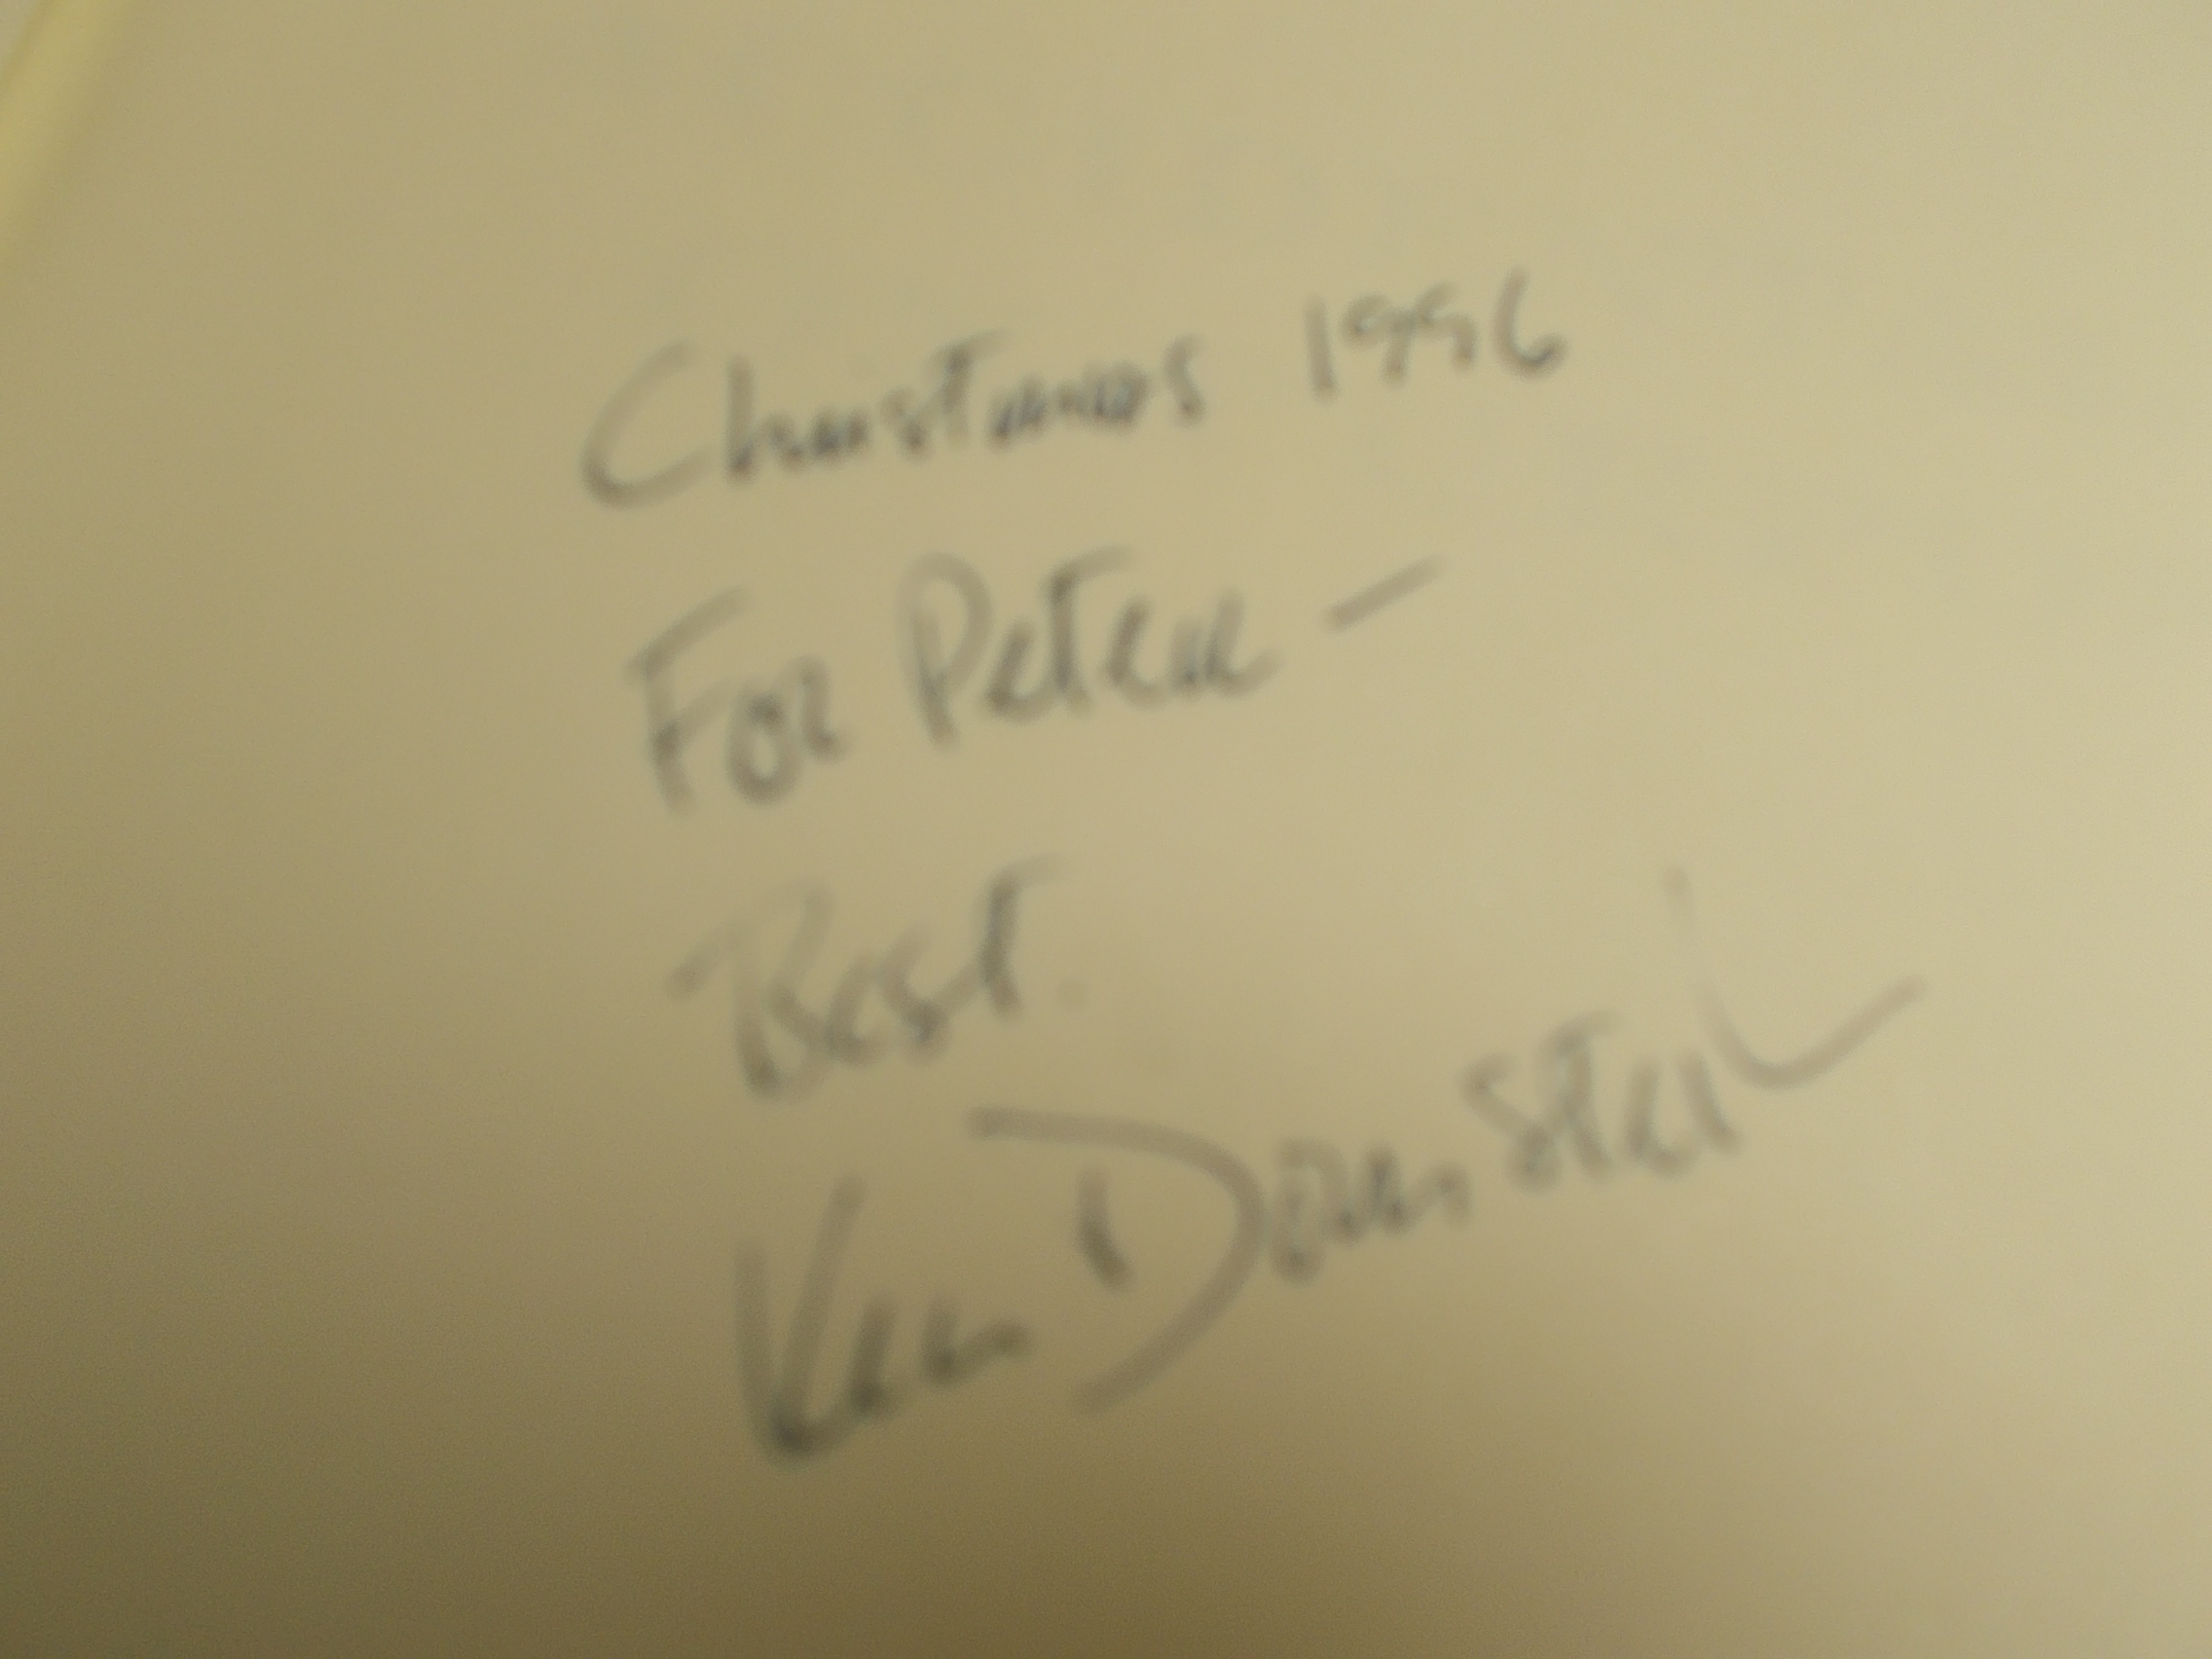 Christmas 1996
For Peter —
Best.